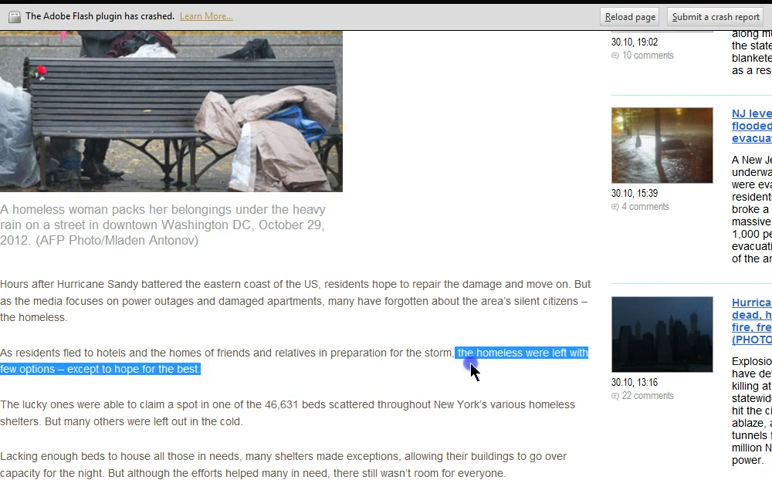 The Adobe Flash plugin has crashed. Learn More... Reload page Submit a crash report
A homeless woman packs her belongings under the heavy
rain on a street in downtown Washington DC, October 29,
2012. (AFP Photo/Mladen Antonov)
Hours after Hurricane Sandy battered the eastern coast of the US, residents hope to repair the damage and move on. But
as the media focuses on power outages and damaged apartments, many have forgotten about the area's silent citizens –
the homeless.
As residents fled to hotels and the homes of friends and relatives in preparation for the storm, the homeless were left with
few options – except to hope for the best.
The lucky ones were able to claim a spot in one of the 46,631 beds scattered throughout New York's various homeless
shelters. But many others were left out in the cold.
Lacking enough beds to house all those in needs, many shelters made exceptions, allowing their buildings to go over
capacity for the night. But although the efforts helped many in need, there still wasn't room for everyone.
30.10, 19:02
10 comments
along mu
the state
blankete
as a res
30.10, 15:39
4 comments
NJ leve
flooded
evacua
A New Je
underwa
were eva
residents
broke a
massive
1,000 pe
evacuati
of the ar
30.10, 13:16
22 comments
Hurrica
dead, h
fire, fre
(PHOTO
Explosio
have de
killing at
statewide
hit the ci
ablaze, a
tunnels f
million N
power.